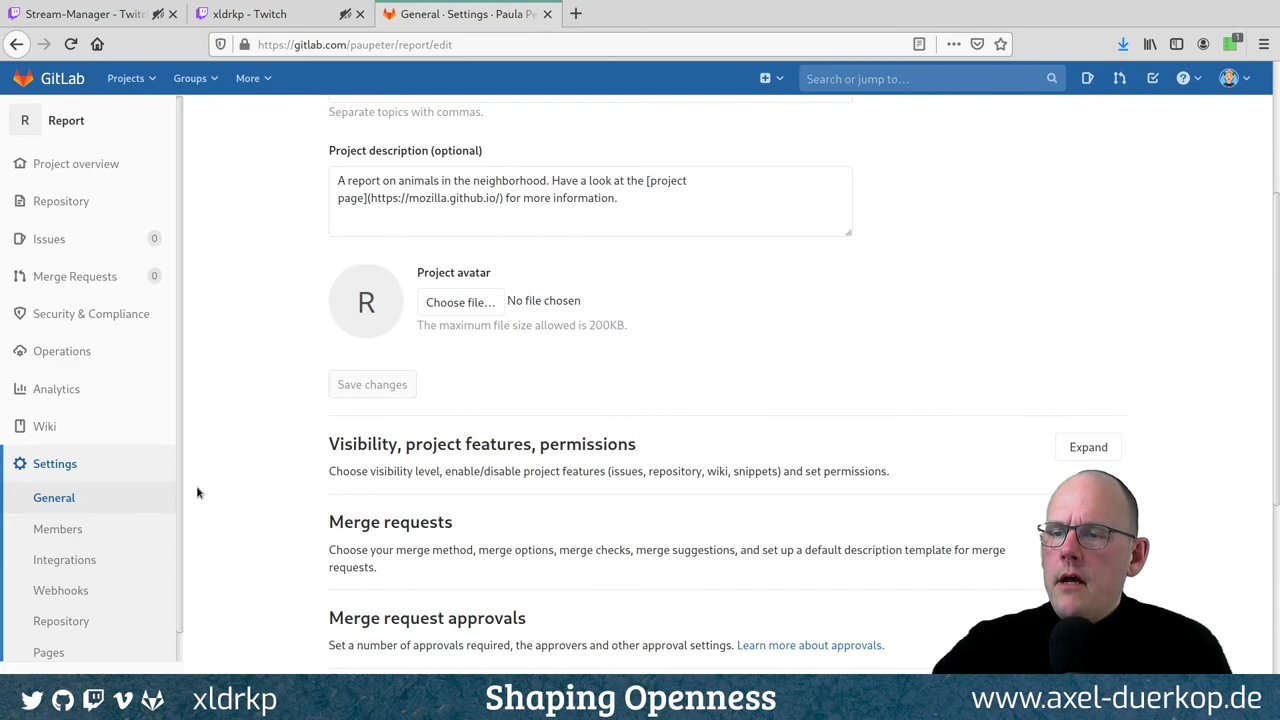 Stream-Manager - Twitch
xldrkp - Twitch
General · Settings · Paula Pe
https://gitlab.com/paupeter/report/edit
1
GitLab
Projects
Groups
More
Search or jump to…
R
Report
Project overview
Repository
Issues
0
Merge Requests
0
Security & Compliance
Operations
Analytics
Wiki
Settings
General
Members
Integrations
Webhooks
Repository
Pages
Separate topics with commas.
Project description (optional)
A report on animals in the neighborhood. Have a look at the [project
page](https://mozilla.github.io/) for more information.
R
Project avatar
Choose file…
No file chosen
The maximum file size allowed is 200KB.
Save changes
Visibility, project features, permissions
Expand
Choose visibility level, enable/disable project features (issues, repository, wiki, snippets) and set permissions.
Merge requests
Choose your merge method, merge options, merge checks, merge suggestions, and set up a default description template for merge
requests.
Merge request approvals
Set a number of approvals required, the approvers and other approval settings. Learn more about approvals.
xldrkp
Shaping Openness
www.axel-duerkop.de